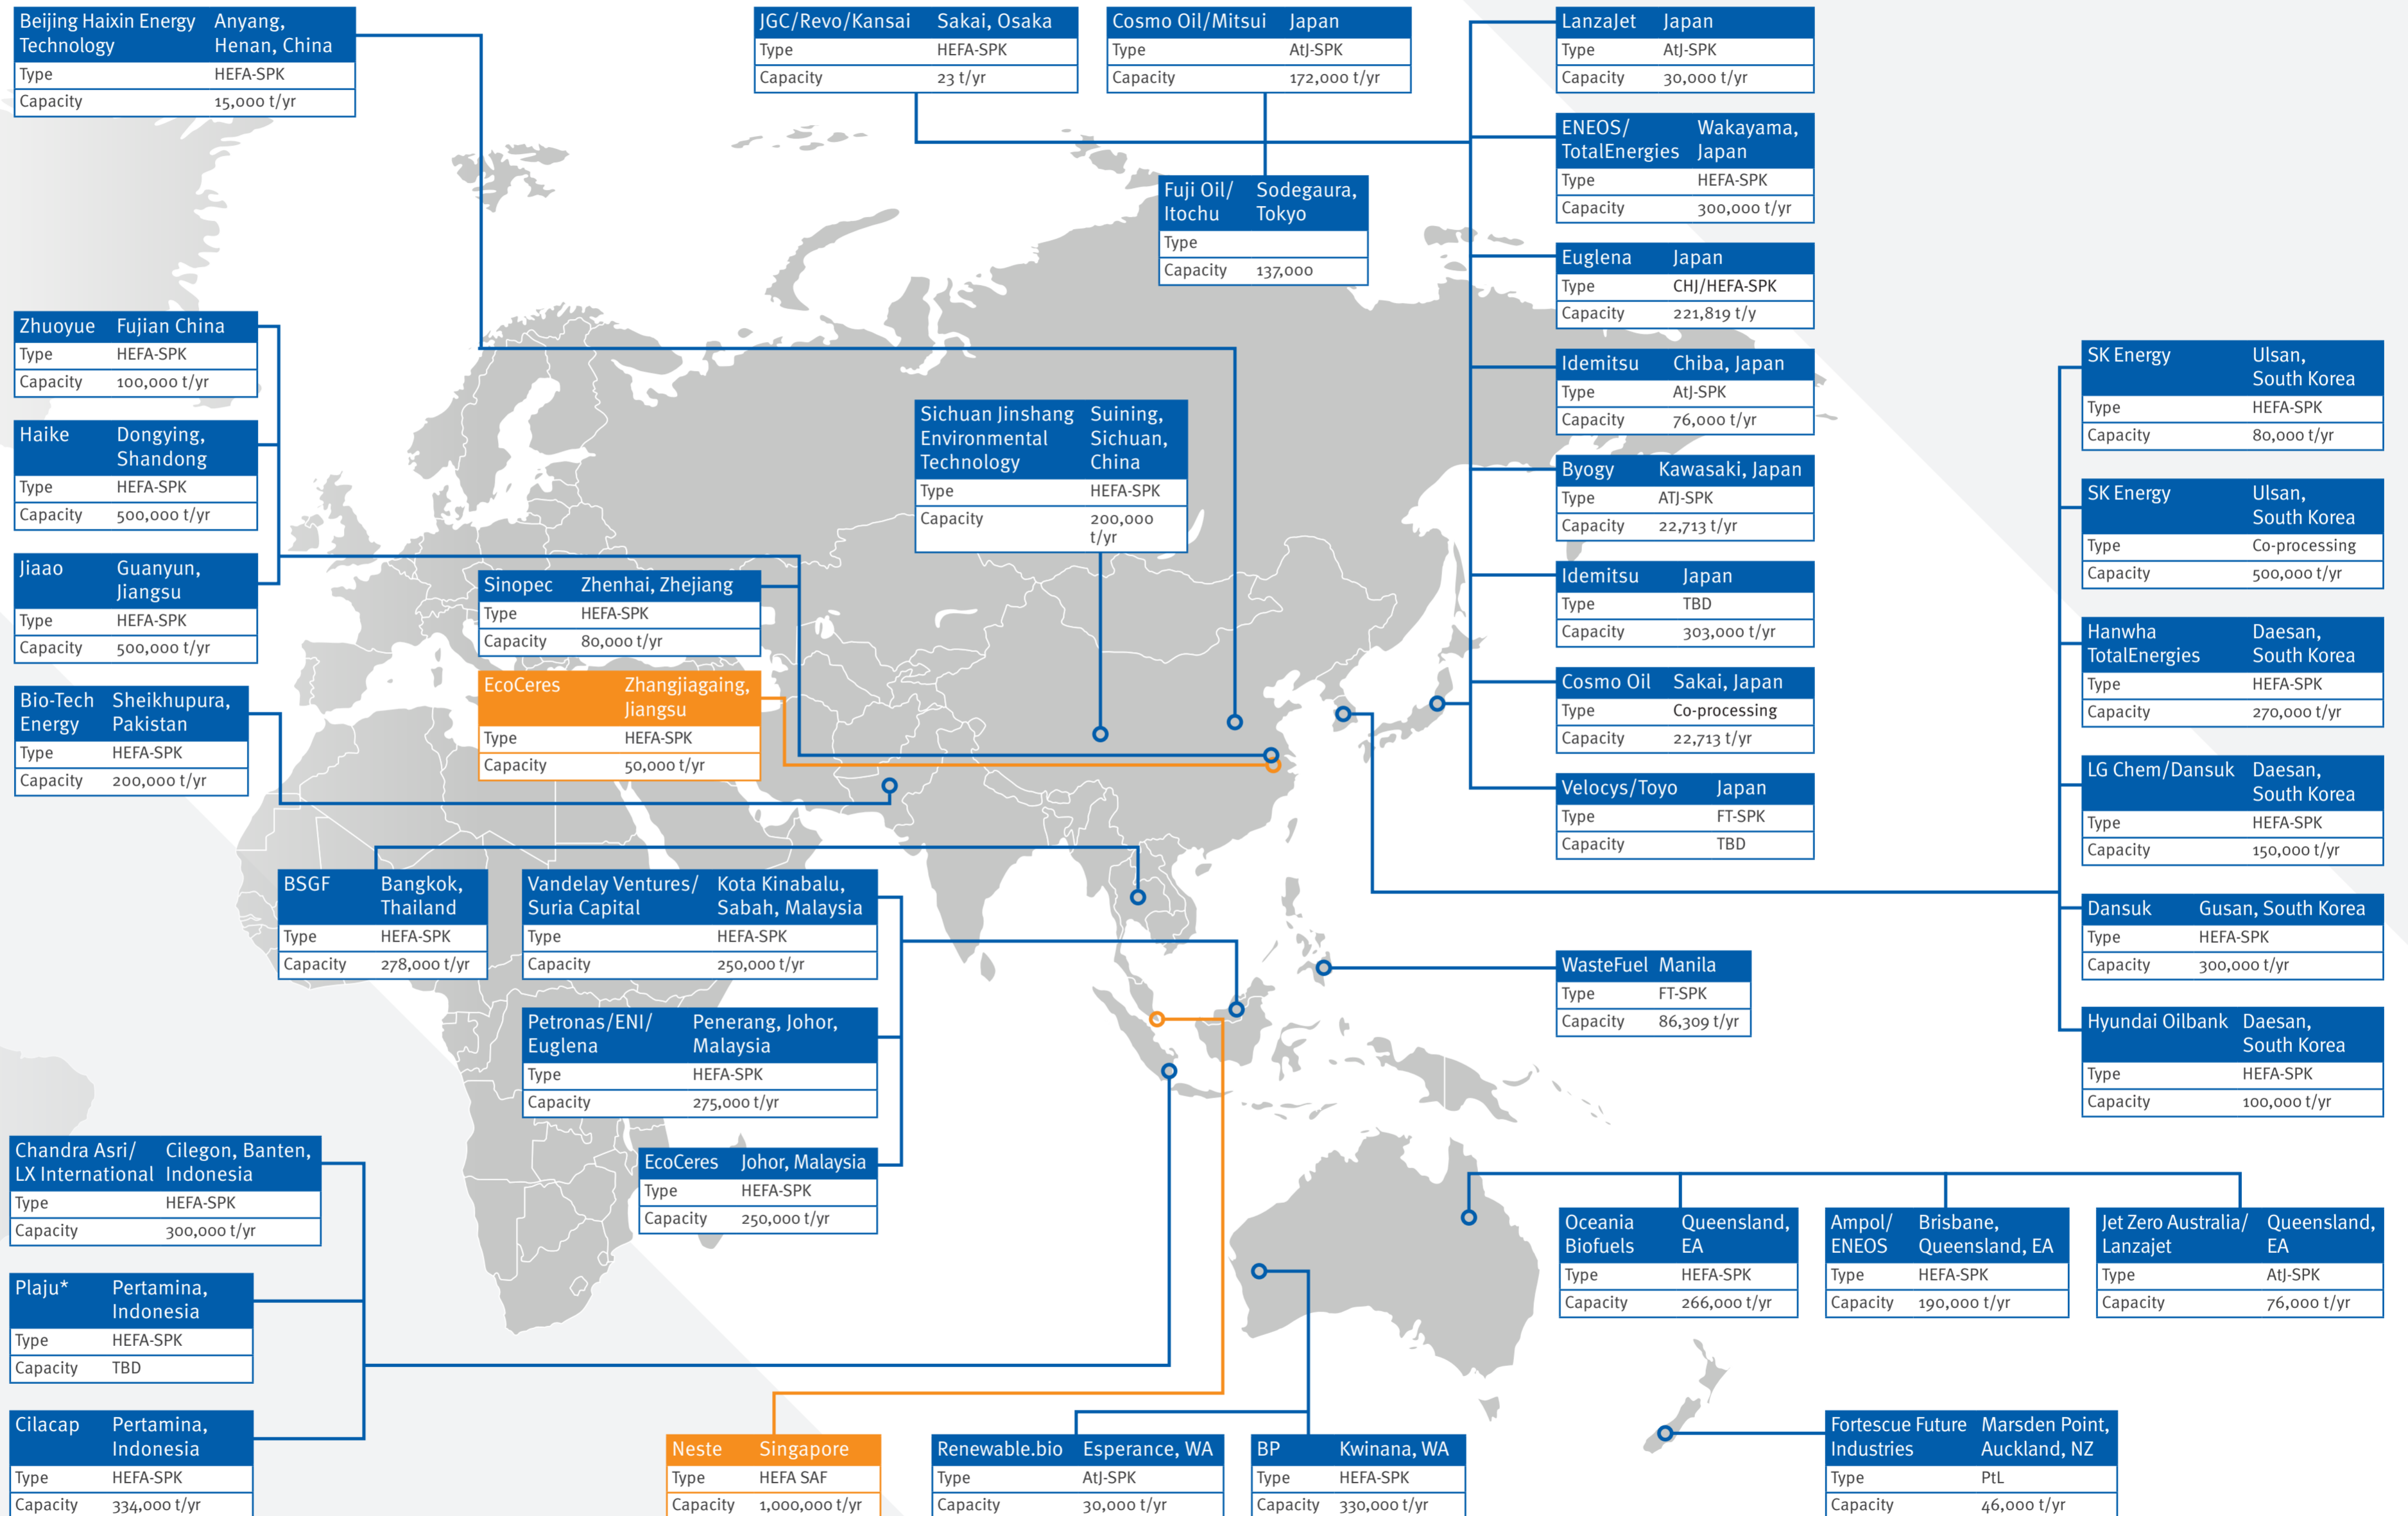 Beijing Haixin Energy Technology Anyang, Henan, China
Type HEFA-SPK
Capacity 15,000 t/yr
JGC/Revo/Kansai Sakai, Osaka
Type HEFA-SPK
Capacity 23 t/yr
Cosmo Oil/Mitsui Japan
Type AtJ-SPK
Capacity 172,000 t/yr
Fuji Oil/ Itochu Sodegaura, Tokyo
Type
Capacity 137,000
LanzaJet Japan
Type AtJ-SPK
Capacity 30,000 t/yr
ENEOS/ TotalEnergies Wakayama, Japan
Type HEFA-SPK
Capacity 300,000 t/yr
Euglena Japan
Type CHJ/HEFA-SPK
Capacity 221,819 t/y
Idemitsu Chiba, Japan
Type AtJ-SPK
Capacity 76,000 t/yr
Byogy Kawasaki, Japan
Type ATJ-SPK
Capacity 22,713 t/yr
Idemitsu Japan
Type TBD
Capacity 303,000 t/yr
Cosmo Oil Sakai, Japan
Type Co-processing
Capacity 22,713 t/yr
Velocys/Toyo Japan
Type FT-SPK
Capacity TBD
SK Energy Ulsan, South Korea
Type HEFA-SPK
Capacity 80,000 t/yr
SK Energy Ulsan, South Korea
Type Co-processing
Capacity 500,000 t/yr
Hanwha TotalEnergies Daesan, South Korea
Type HEFA-SPK
Capacity 270,000 t/yr
LG Chem/Dansuk Daesan, South Korea
Type HEFA-SPK
Capacity 150,000 t/yr
Dansuk Gusan, South Korea
Type HEFA-SPK
Capacity 300,000 t/yr
Hyundai Oilbank Daesan, South Korea
Type HEFA-SPK
Capacity 100,000 t/yr
Zhuoyue Fujian China
Type HEFA-SPK
Capacity 100,000 t/yr
Haike Dongying, Shandong
Type HEFA-SPK
Capacity 500,000 t/yr
Jiaao Guanyun, Jiangsu
Type HEFA-SPK
Capacity 500,000 t/yr
Bio-Tech Energy Sheikhupura, Pakistan
Type HEFA-SPK
Capacity 200,000 t/yr
Sichuan Jinshang Environmental Technology Suining, Sichuan, China
Type HEFA-SPK
Capacity 200,000 t/yr
Sinopec Zhenhai, Zhejiang
Type HEFA-SPK
Capacity 80,000 t/yr
EcoCeres Zhangjiagaing, Jiangsu
Type HEFA-SPK
Capacity 50,000 t/yr
BSGF Bangkok, Thailand
Type HEFA-SPK
Capacity 278,000 t/yr
Vandelay Ventures/ Suria Capital Kota Kinabalu, Sabah, Malaysia
Type HEFA-SPK
Capacity 250,000 t/yr
Petronas/ENI/ Euglena Penerang, Johor, Malaysia
Type HEFA-SPK
Capacity 275,000 t/yr
EcoCeres Johor, Malaysia
Type HEFA-SPK
Capacity 250,000 t/yr
WasteFuel Manila
Type FT-SPK
Capacity 86,309 t/yr
Chandra Asri/ LX International Cilegon, Banten, Indonesia
Type HEFA-SPK
Capacity 300,000 t/yr
Plaju* Pertamina, Indonesia
Type HEFA-SPK
Capacity TBD
Cilacap Pertamina, Indonesia
Type HEFA-SPK
Capacity 334,000 t/yr
Neste Singapore
Type HEFA SAF
Capacity 1,000,000 t/yr
Renewable.bio Esperance, WA
Type AtJ-SPK
Capacity 30,000 t/yr
BP Kwinana, WA
Type HEFA-SPK
Capacity 330,000 t/yr
Oceania Biofuels Queensland, EA
Type HEFA-SPK
Capacity 266,000 t/yr
Ampol/ ENEOS Brisbane, Queensland, EA
Type HEFA-SPK
Capacity 190,000 t/yr
Jet Zero Australia/ Lanzajet Queensland, EA
Type AtJ-SPK
Capacity 76,000 t/yr
Fortescue Future Industries Marsden Point, Auckland, NZ
Type PtL
Capacity 46,000 t/yr